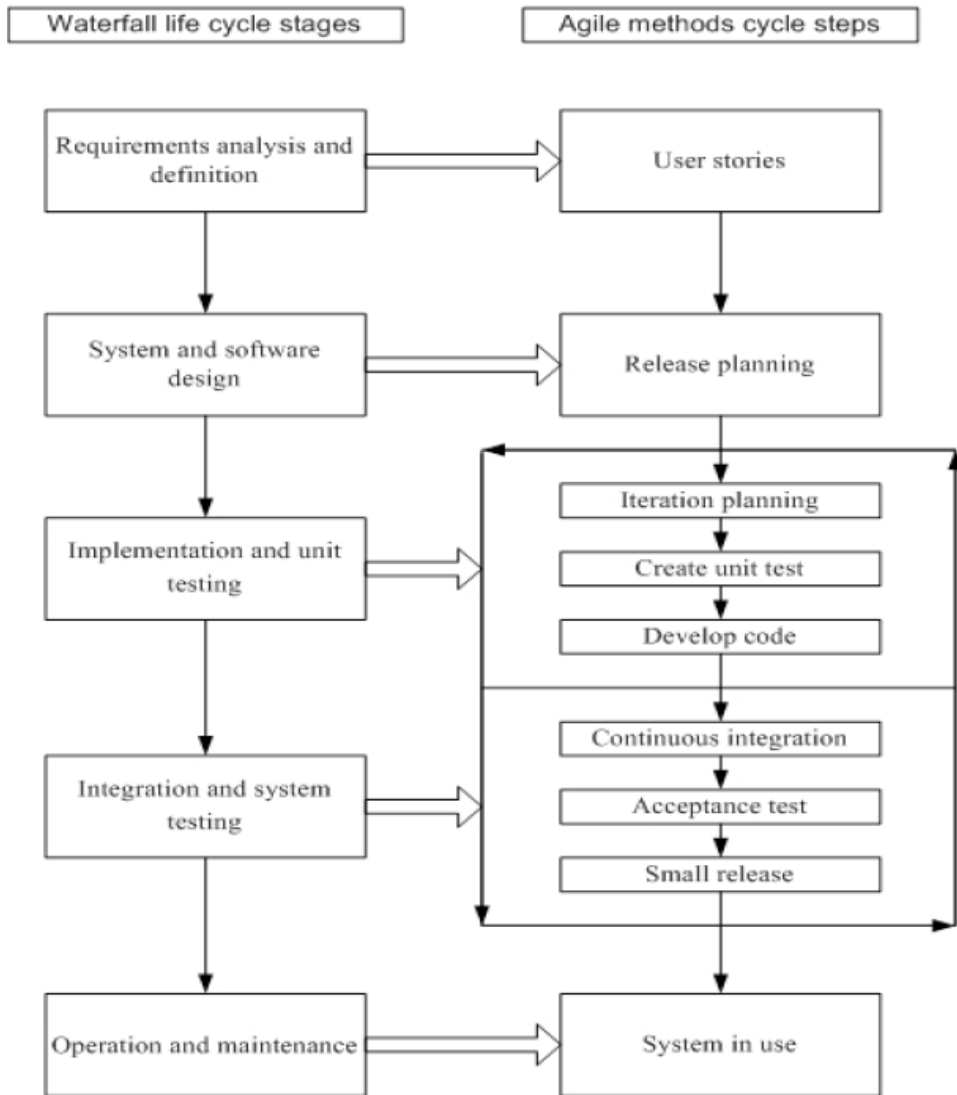 Waterfall life cycle stages
Agile methods cycle steps
Requirements analysis and
definition
User stories
System and software
design
Release planning
Iteration planning
Implementation and unit
testing
Create unit test
Develop code
Continuous integration
Integration and system
testing
Acceptance test
Small release
Operation and maintenance
System in use